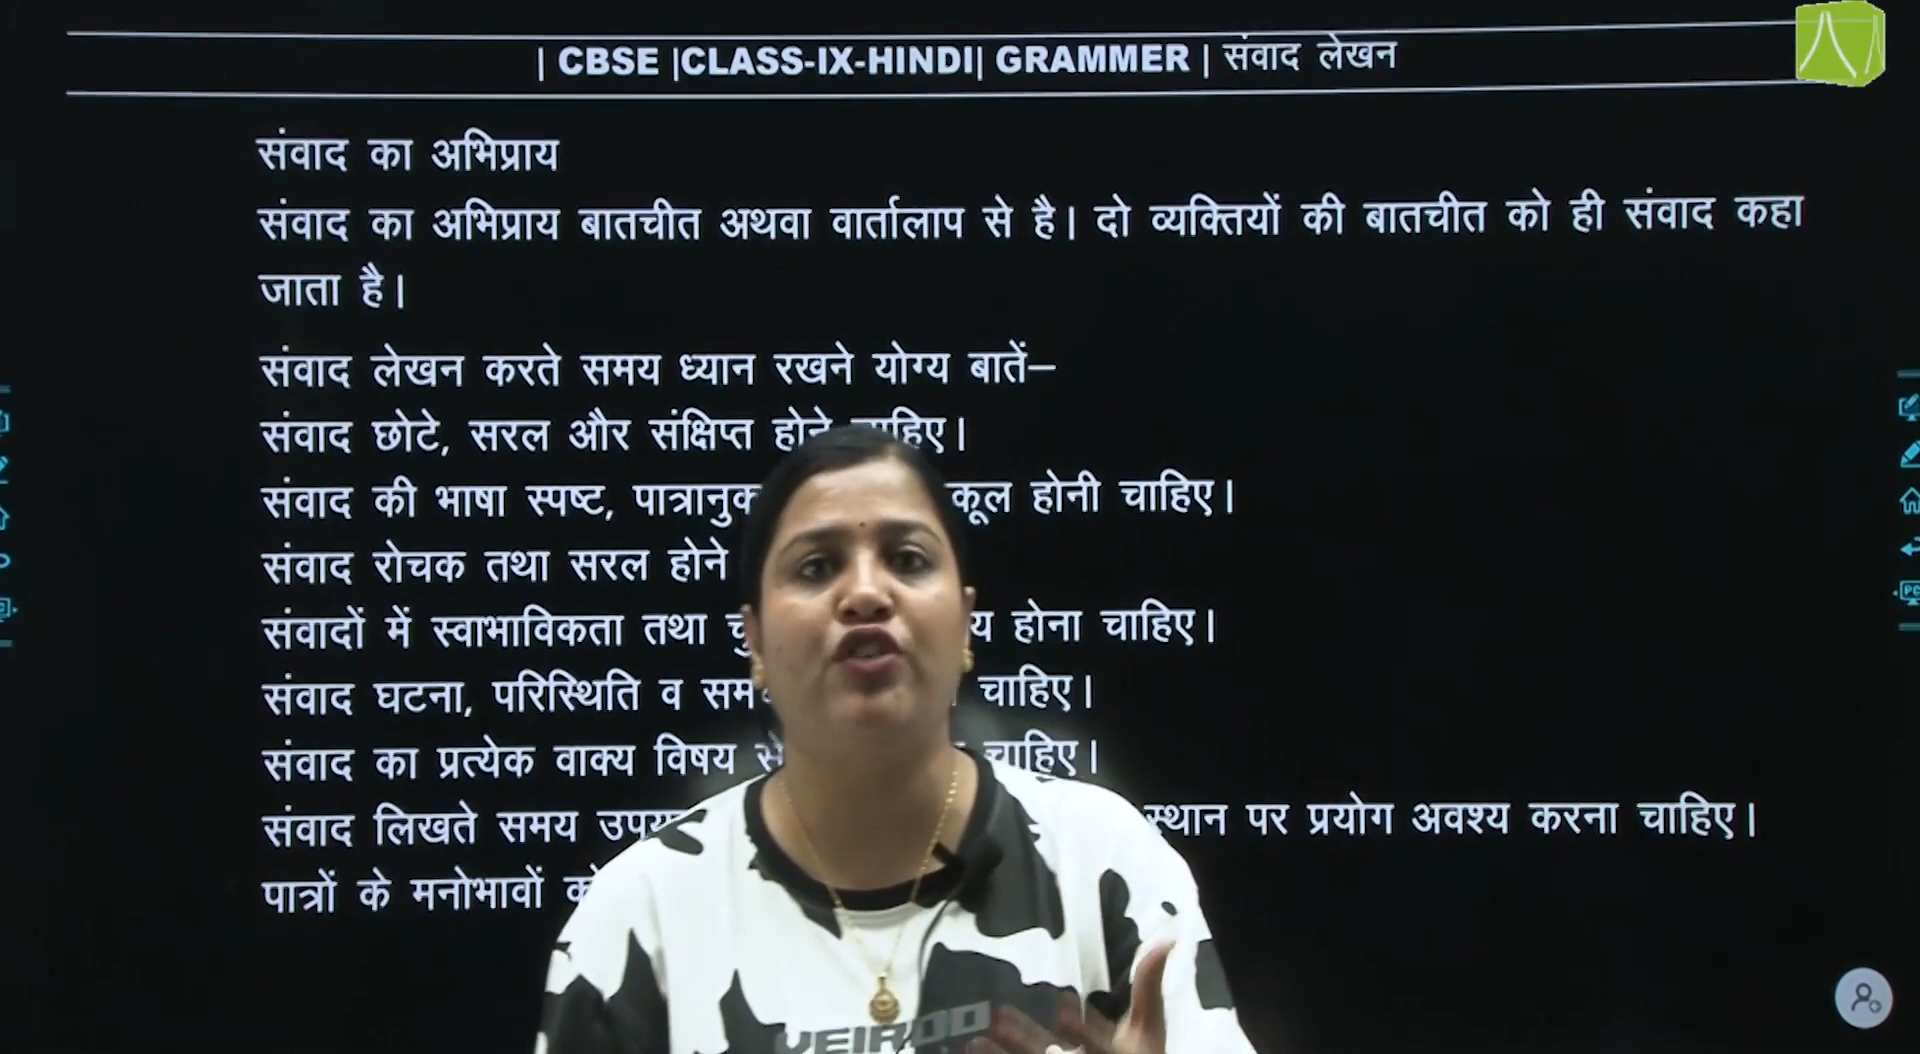 | CBSE |CLASS-IX-HINDI| GRAMMER | संवाद लेखन
संवाद का अभिप्राय
संवाद का अभिप्राय बातचीत अथवा वार्तालाप से है। दो व्यक्तियों की बातचीत को ही संवाद कहा
जाता है।
संवाद लेखन करते समय ध्यान रखने योग्य बातें–
संवाद छोटे, सरल और संक्षिप्त होने चाहिए।
संवाद की भाषा स्पष्ट, होनी चाहिए।
संवाद रोचक तथा सरल होने
संवादों में स्वाभाविकता तथा होना चाहिए।
संवाद घटना, परिस्थिति व चाहिए।
संवाद का प्रत्येक वाक्य विषय चाहिए।
संवाद लिखते समय स्थान पर प्रयोग अवश्य करना चाहिए।
पात्रों के मनोभावों